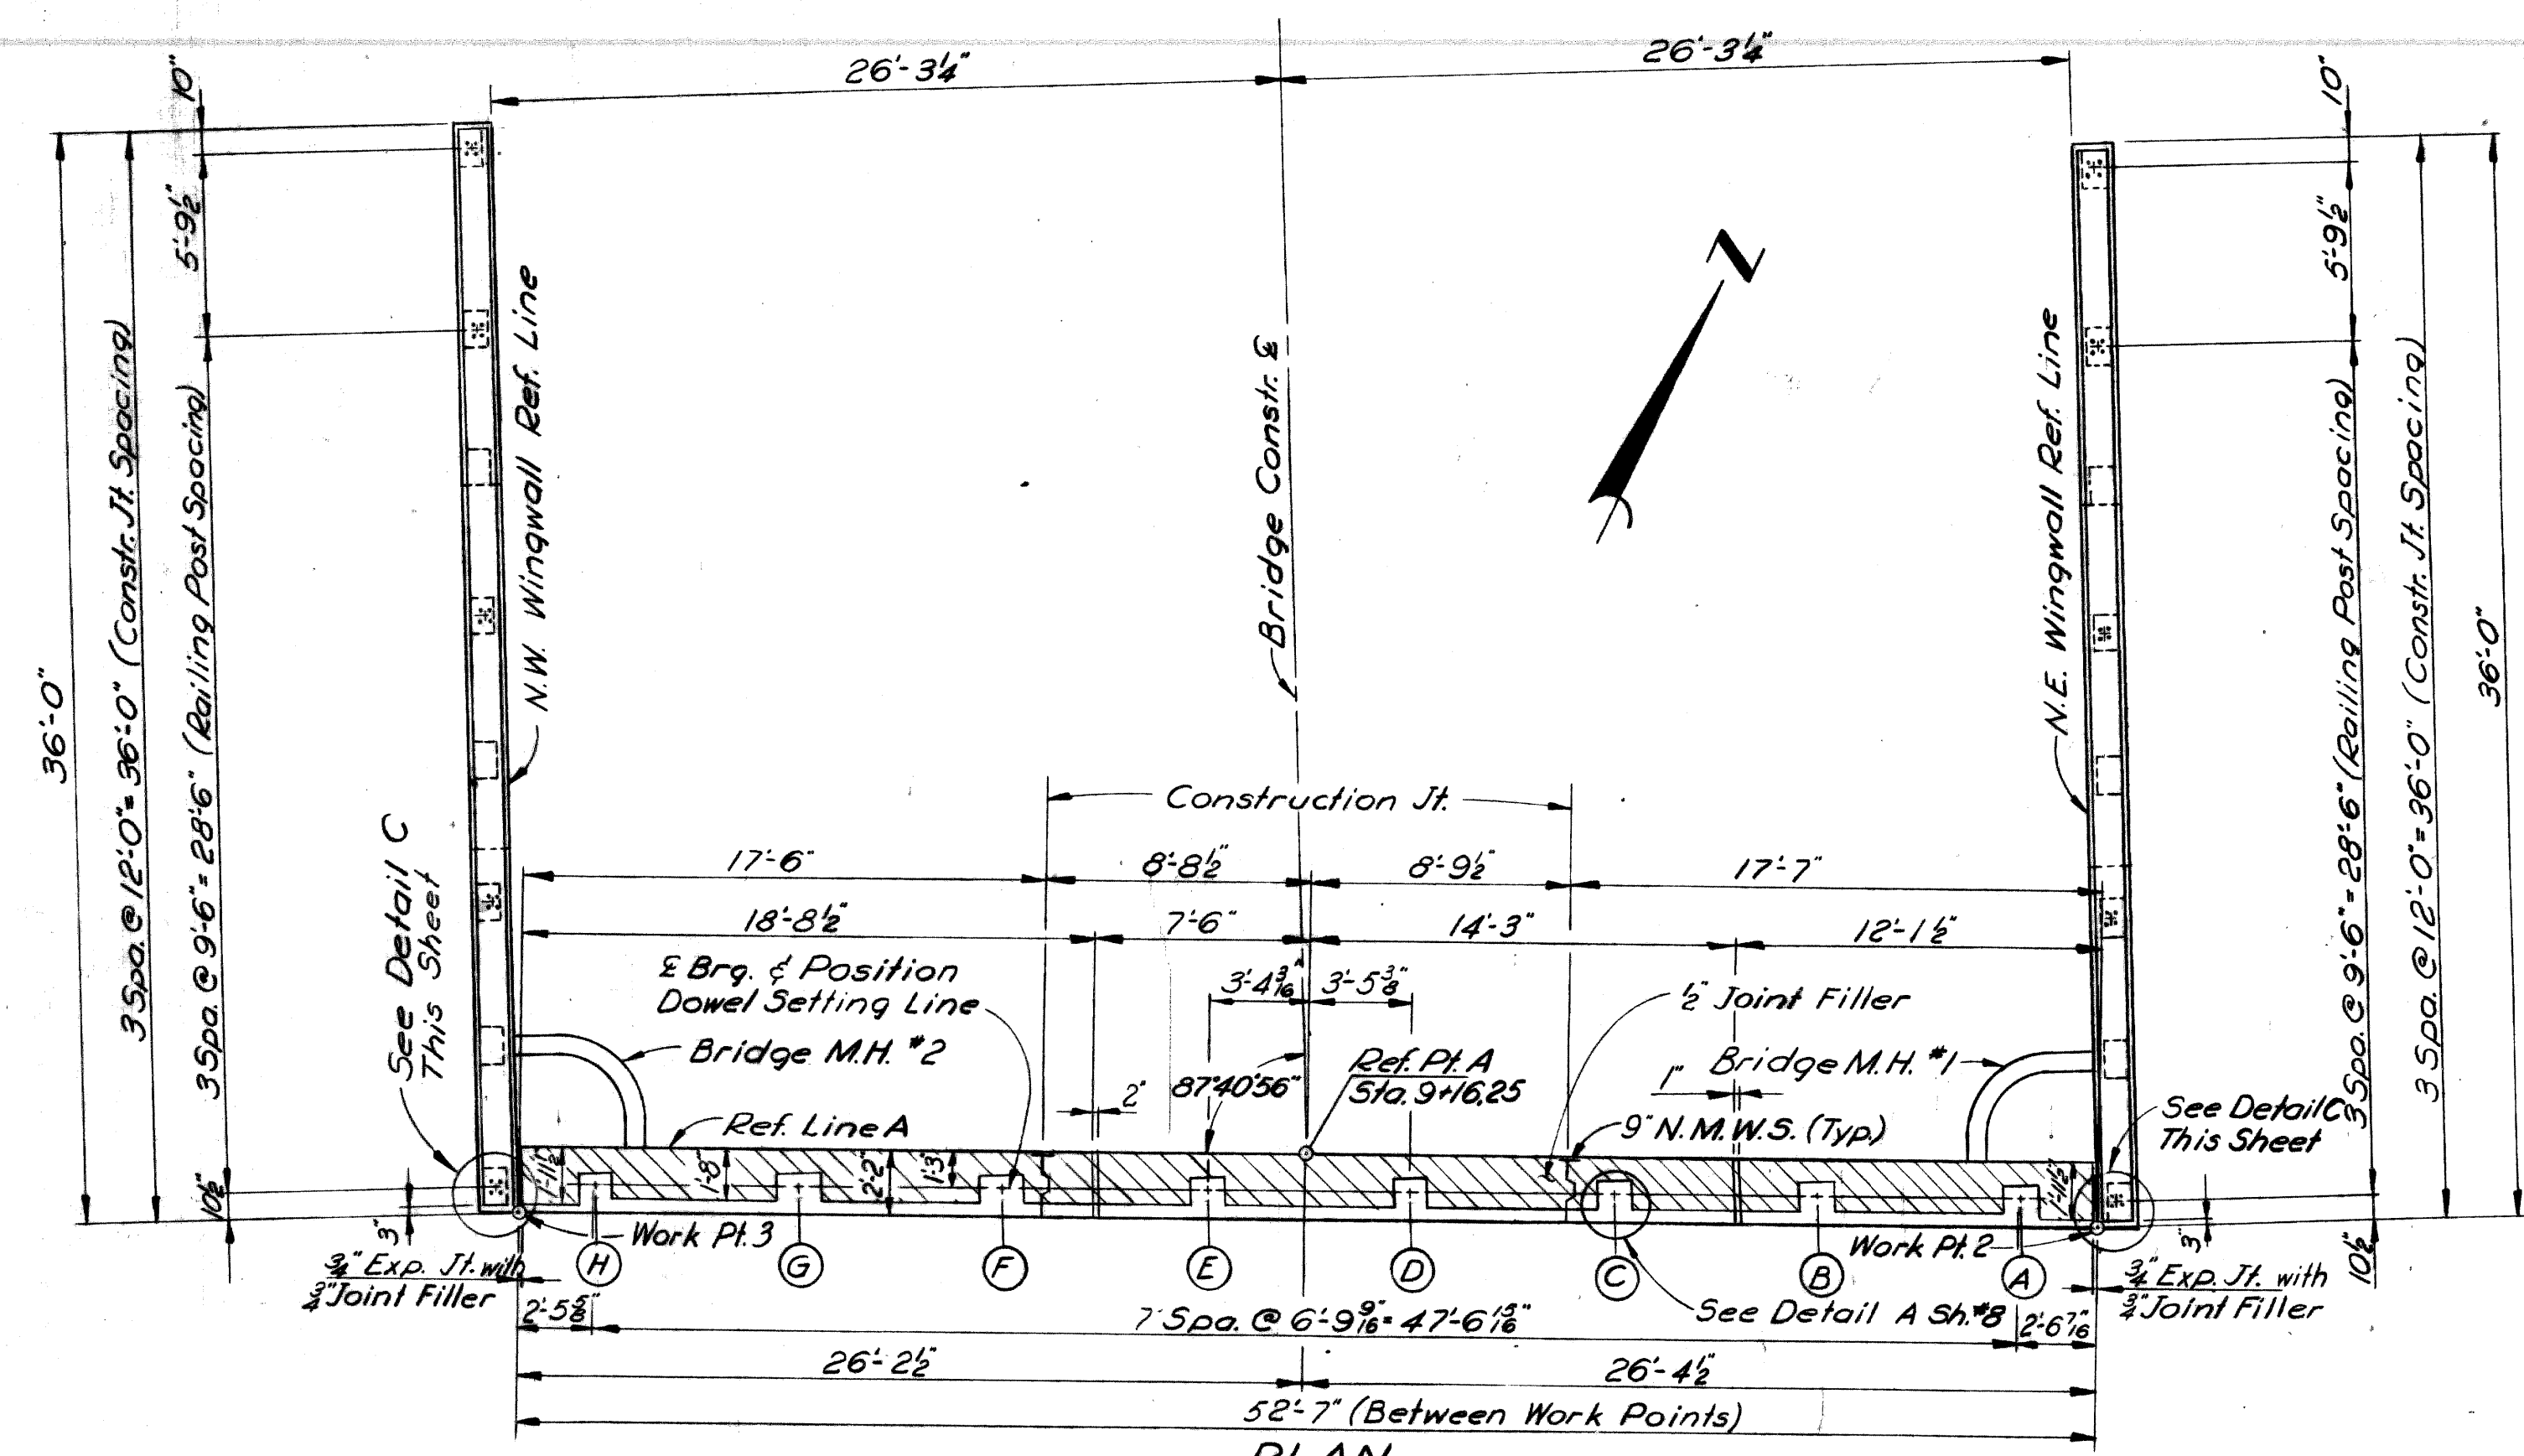 26'-3¼"
26'-3¼"
10"
10"
5'-9½"
5'-9½"
N
36'-0"
3 Spa. @ 12'-0" = 36'-0" (Constr. Jt. Spacing)
3 Spa. @ 9'-6" = 28'-6" (Railing Post Spacing)
N.W. Wingwall Ref. Line
Bridge Constr. ℄
N.E. Wingwall Ref. Line
3 Spa. @ 9'-6" = 28'-6" (Railing Post Spacing)
3 Spa. @ 12'-0" = 36'-0" (Constr. Jt. Spacing)
36'-0"
Construction Jt.
See Detail C
This Sheet
17'-6"
8'-8½"
8'-9½"
17'-7"
18'-8½"
7'-6"
14'-3"
12'-1½"
℄ Brg. & Position
Dowel Setting Line
3'-4 3/16"
3'-5⅜"
½" Joint Filler
Bridge M.H. #2
2"
87°40'56"
Ref. Pt. A
Sta. 9+16.25
1"
Bridge M.H. #1
Ref. Line A
9" N.M.W.S. (Typ.)
See Detail C
This Sheet
1'-11½"
1'-8"
2'-2"
1'-3"
1'-11½"
10½"
3"
Work Pt. 3
Work Pt. 2
3"
10½"
H
G
F
E
D
C
B
A
¾" Exp. Jt. with
¾" Joint Filler
¾" Exp. Jt. with
¾" Joint Filler
2'-5⅝"
7 Spa. @ 6'-9 9/16" = 47'-6 15/16"
See Detail A Sh. #8
2'-6 7/16"
26'-2½"
26'-4½"
52'-7" (Between Work Points)
PLAN